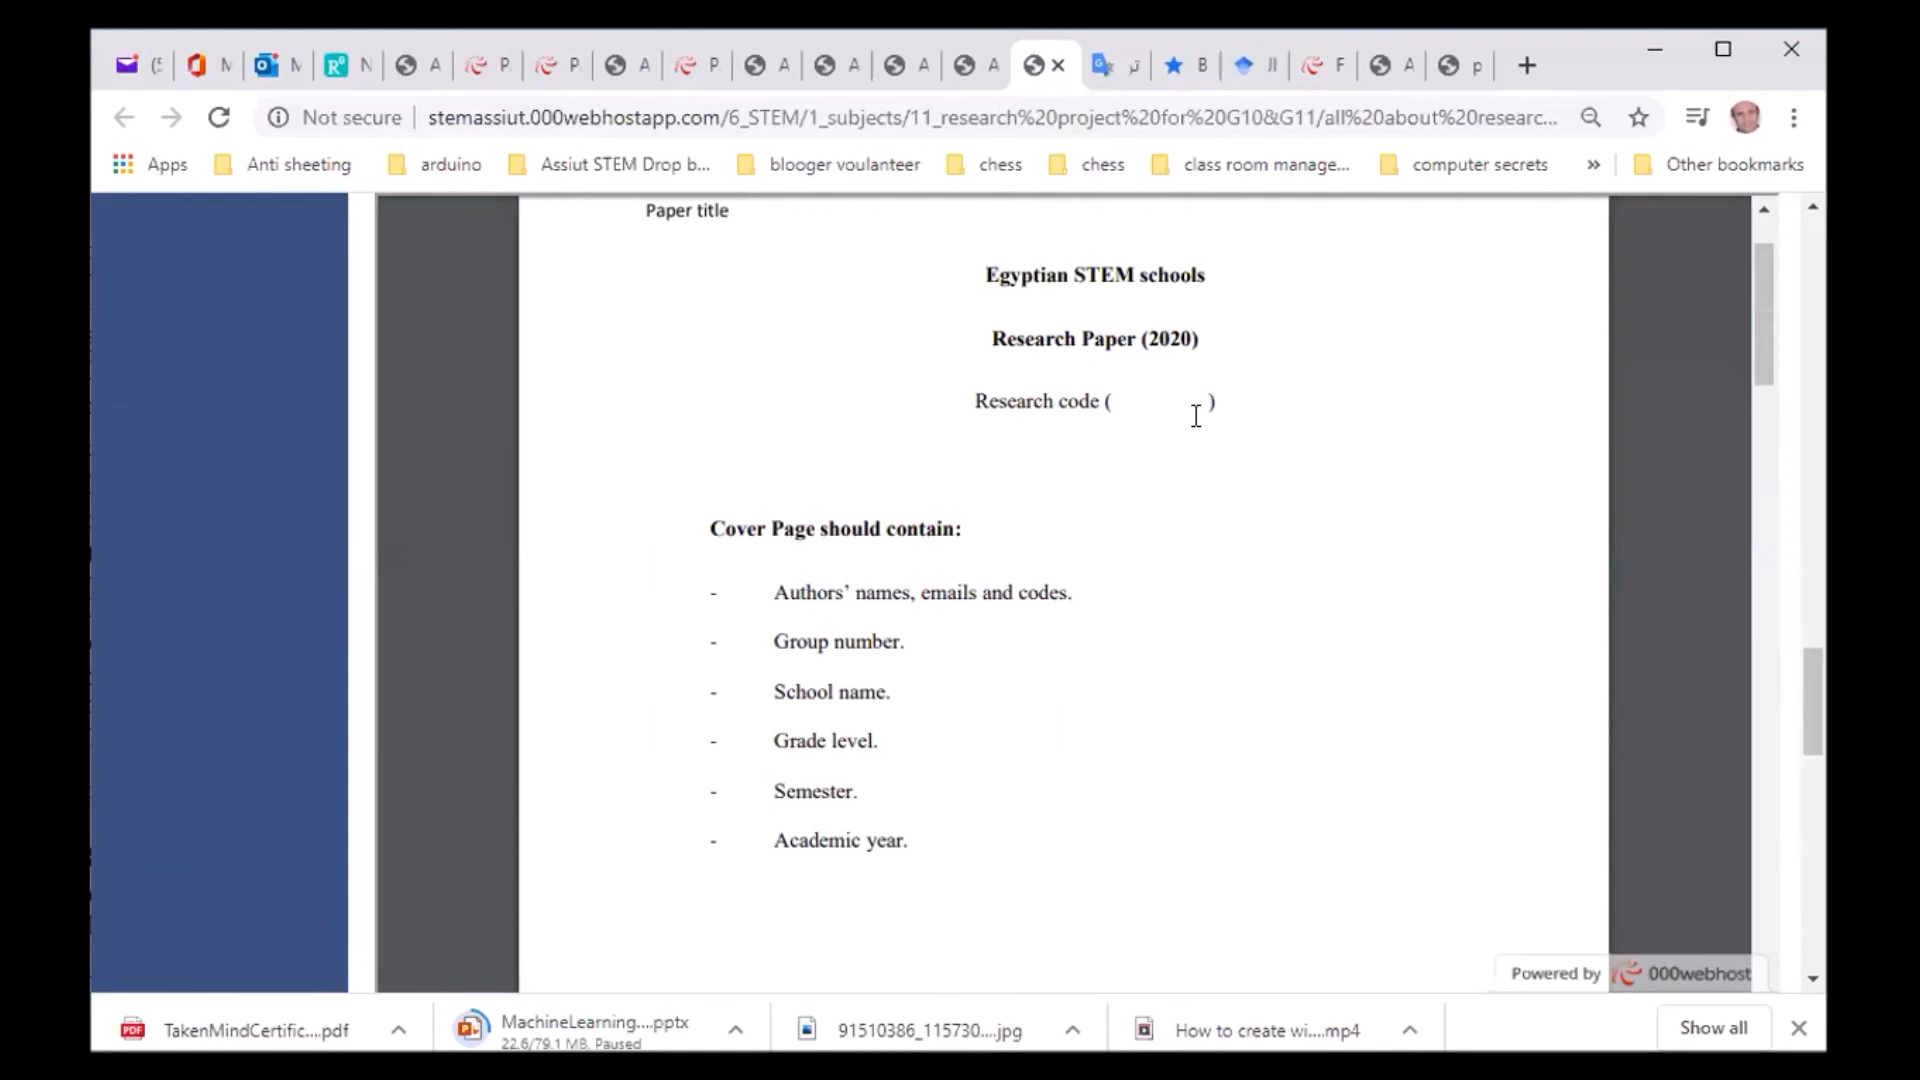 (5
M
M
N
A
P
P
A
P
A
A
A
A
تر
B
JI
F
A
p
Not secure
stemassiut.000webhostapp.com/6_STEM/1_subjects/11_research%20project%20for%20G10&G11/all%20about%20researc...
Apps
Anti sheeting
arduino
Assiut STEM Drop b...
blooger voulanteer
chess
chess
class room manage...
computer secrets
»
Other bookmarks
Paper title
Egyptian STEM schools
Research Paper (2020)
Research code ( )
Cover Page should contain:
- Authors’ names, emails and codes.
- Group number.
- School name.
- Grade level.
- Semester.
- Academic year.
Powered by 000webhost
PDF
TakenMindCertific....pdf
MachineLearning....pptx
22.6/79.1 MB, Paused
91510386_115730....jpg
How to create wi....mp4
Show all